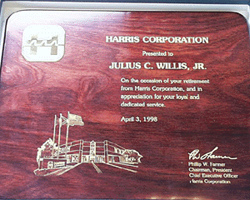 HARRIS CORPORATION
Presented to
JULIUS C. WILLIS, JR.
On the occasion of your retirement
from Harris Corporation, and in
appreciation for your loyal and
dedicated service.
April 3, 1998
Phillip W. Farmer
Chairman, President
Chief Executive Officer
Harris Corporation